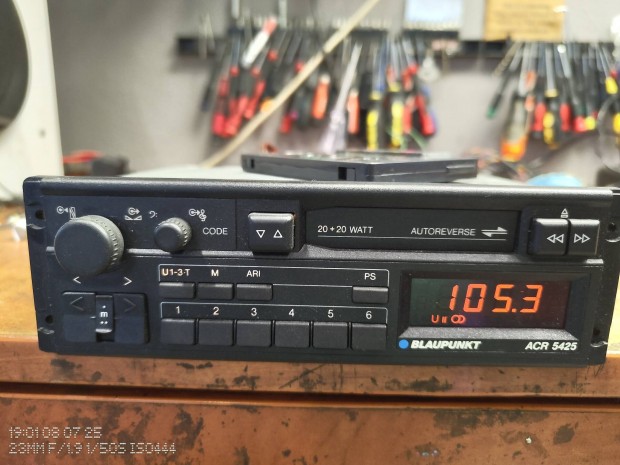 CODE
20+20 WATT
AUTOREVERSE
U1-3·T M ARI PS
< >
m
1 2 3 4 5 6
105.3
BLAUPUNKT
ACR 5425
19:01 08 07 25
23MM F/1.9 1/50S ISO444